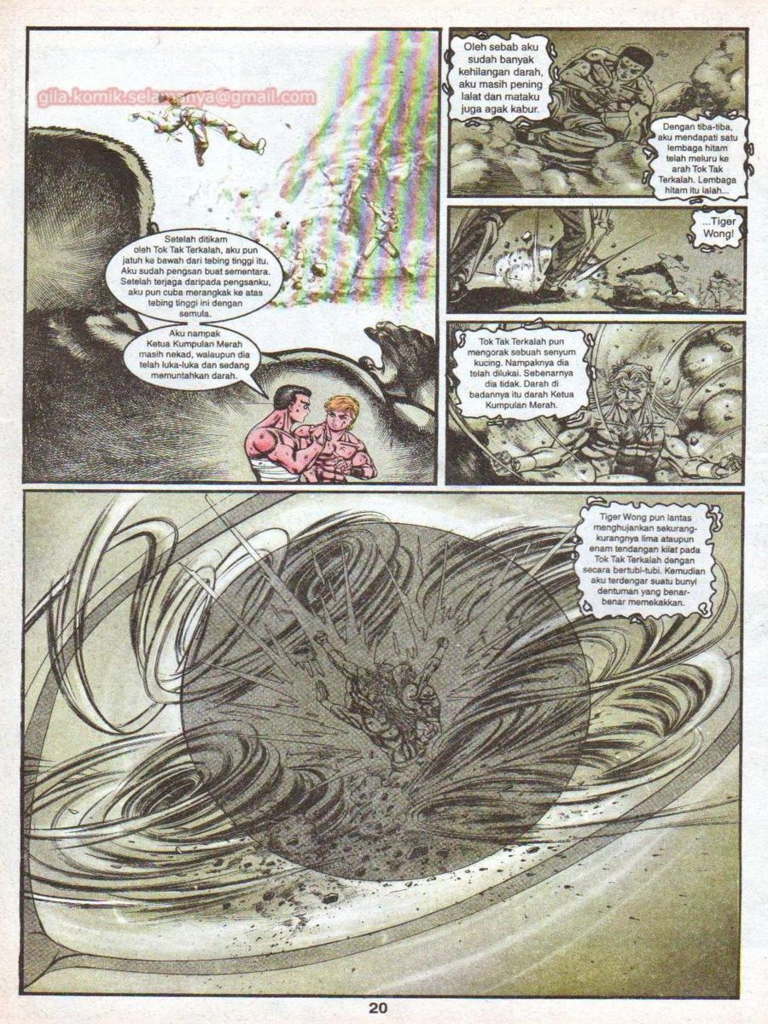 gila.komik.selamanya@gmail.com
Setelah ditikam
oleh Tok Tak Terkalah, aku pun
jatuh ke bawah dari tebing tinggi itu.
Aku sudah pengsan buat sementara.
Setelah terjaga daripada pengsanku,
aku pun cuba merangkak ke atas
tebing tinggi ini dengan
semula.
Aku nampak
Ketua Kumpulan Merah
masih nekad, walaupun dia
telah luka-luka dan sedang
memuntahkan darah.
Oleh sebab aku
sudah banyak
kehilangan darah,
aku masih pening
lalat dan mataku
juga agak kabur.
Dengan tiba-tiba,
aku mendapati satu
lembaga hitam
telah meluru ke
arah Tok Tak
Terkalah. Lembaga
hitam itu ialah...
...Tiger
Wong!
Tok Tak Terkalah pun
mengorak sebuah senyum
kucing. Nampaknya dia
telah dilukai. Sebenarnya
dia tidak. Darah di
badannya itu darah Ketua
Kumpulan Merah.
Tiger Wong pun lantas
menghujankan sekurang-
kurangnya lima ataupun
enam tendangan kilat pada
Tok Tak Terkalah dengan
secara bertubi-tubi. Kemudian
aku terdengar suatu bunyi
dentuman yang benar-
benar memekakkan.
20